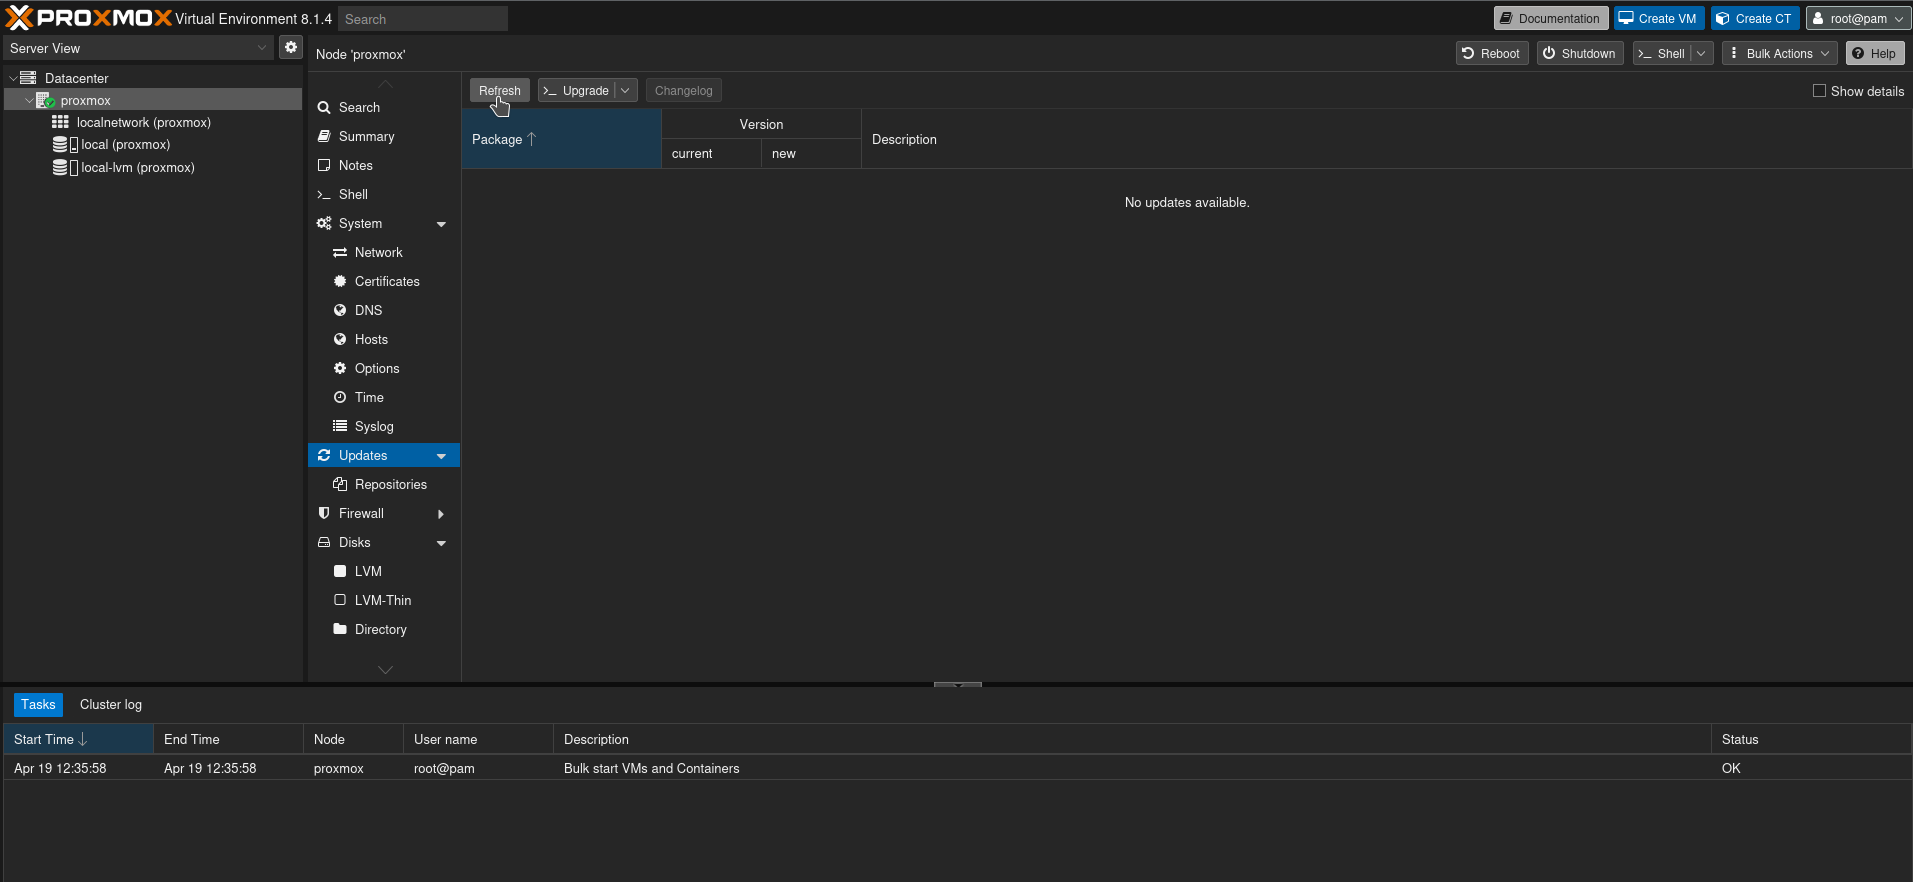 PROXMOX Virtual Environment 8.1.4 Search Documentation Create VM Create CT root@pam
Server View
Node 'proxmox' Reboot Shutdown Shell Bulk Actions Help
Datacenter
proxmox
localnetwork (proxmox)
local (proxmox)
local-lvm (proxmox)
Search
Summary
Notes
Shell
System
Network
Certificates
DNS
Hosts
Options
Time
Syslog
Updates
Repositories
Firewall
Disks
LVM
LVM-Thin
Directory
Refresh Upgrade Changelog Show details
Package Version Description
current new
No updates available.
Tasks Cluster log
Start Time End Time Node User name Description Status
Apr 19 12:35:58 Apr 19 12:35:58 proxmox root@pam Bulk start VMs and Containers OK